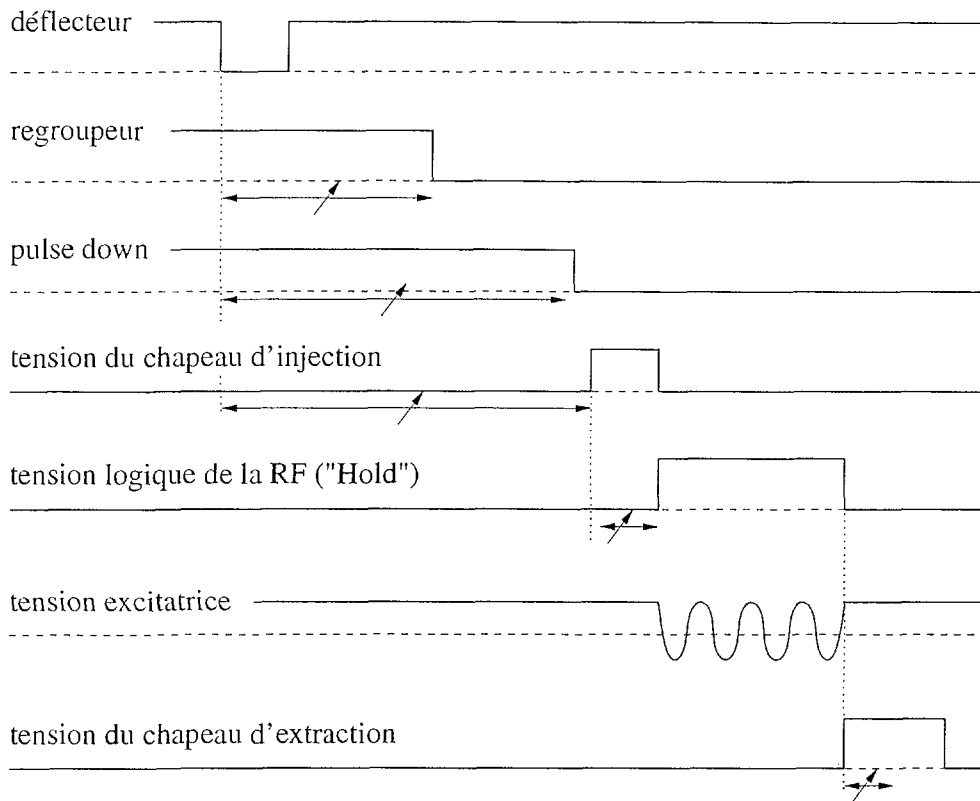 déflecteur
regroupeur
pulse down
tension du chapeau d'injection
tension logique de la RF ("Hold")
tension excitatrice
tension du chapeau d'extraction